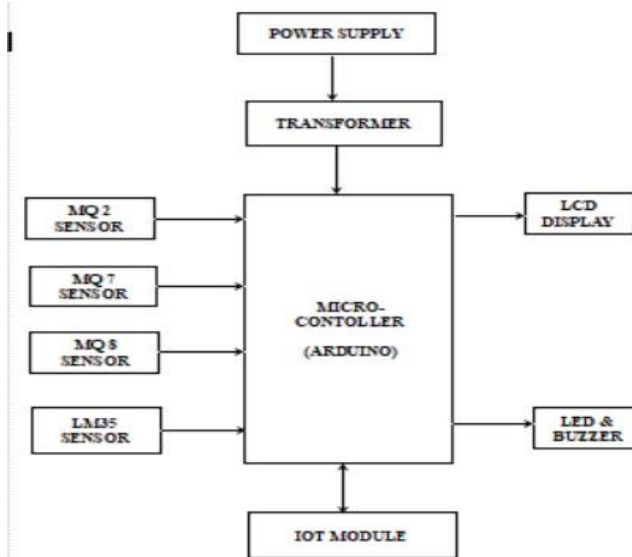 POWER SUPPLY
TRANSFORMER
MQ 2
SENSOR
MQ 7
SENSOR
MQ 8
SENSOR
LM35
SENSOR
MICRO-
CONTOLLER
(ARDUINO)
LCD
DISPLAY
LED &
BUZZER
IOT MODULE